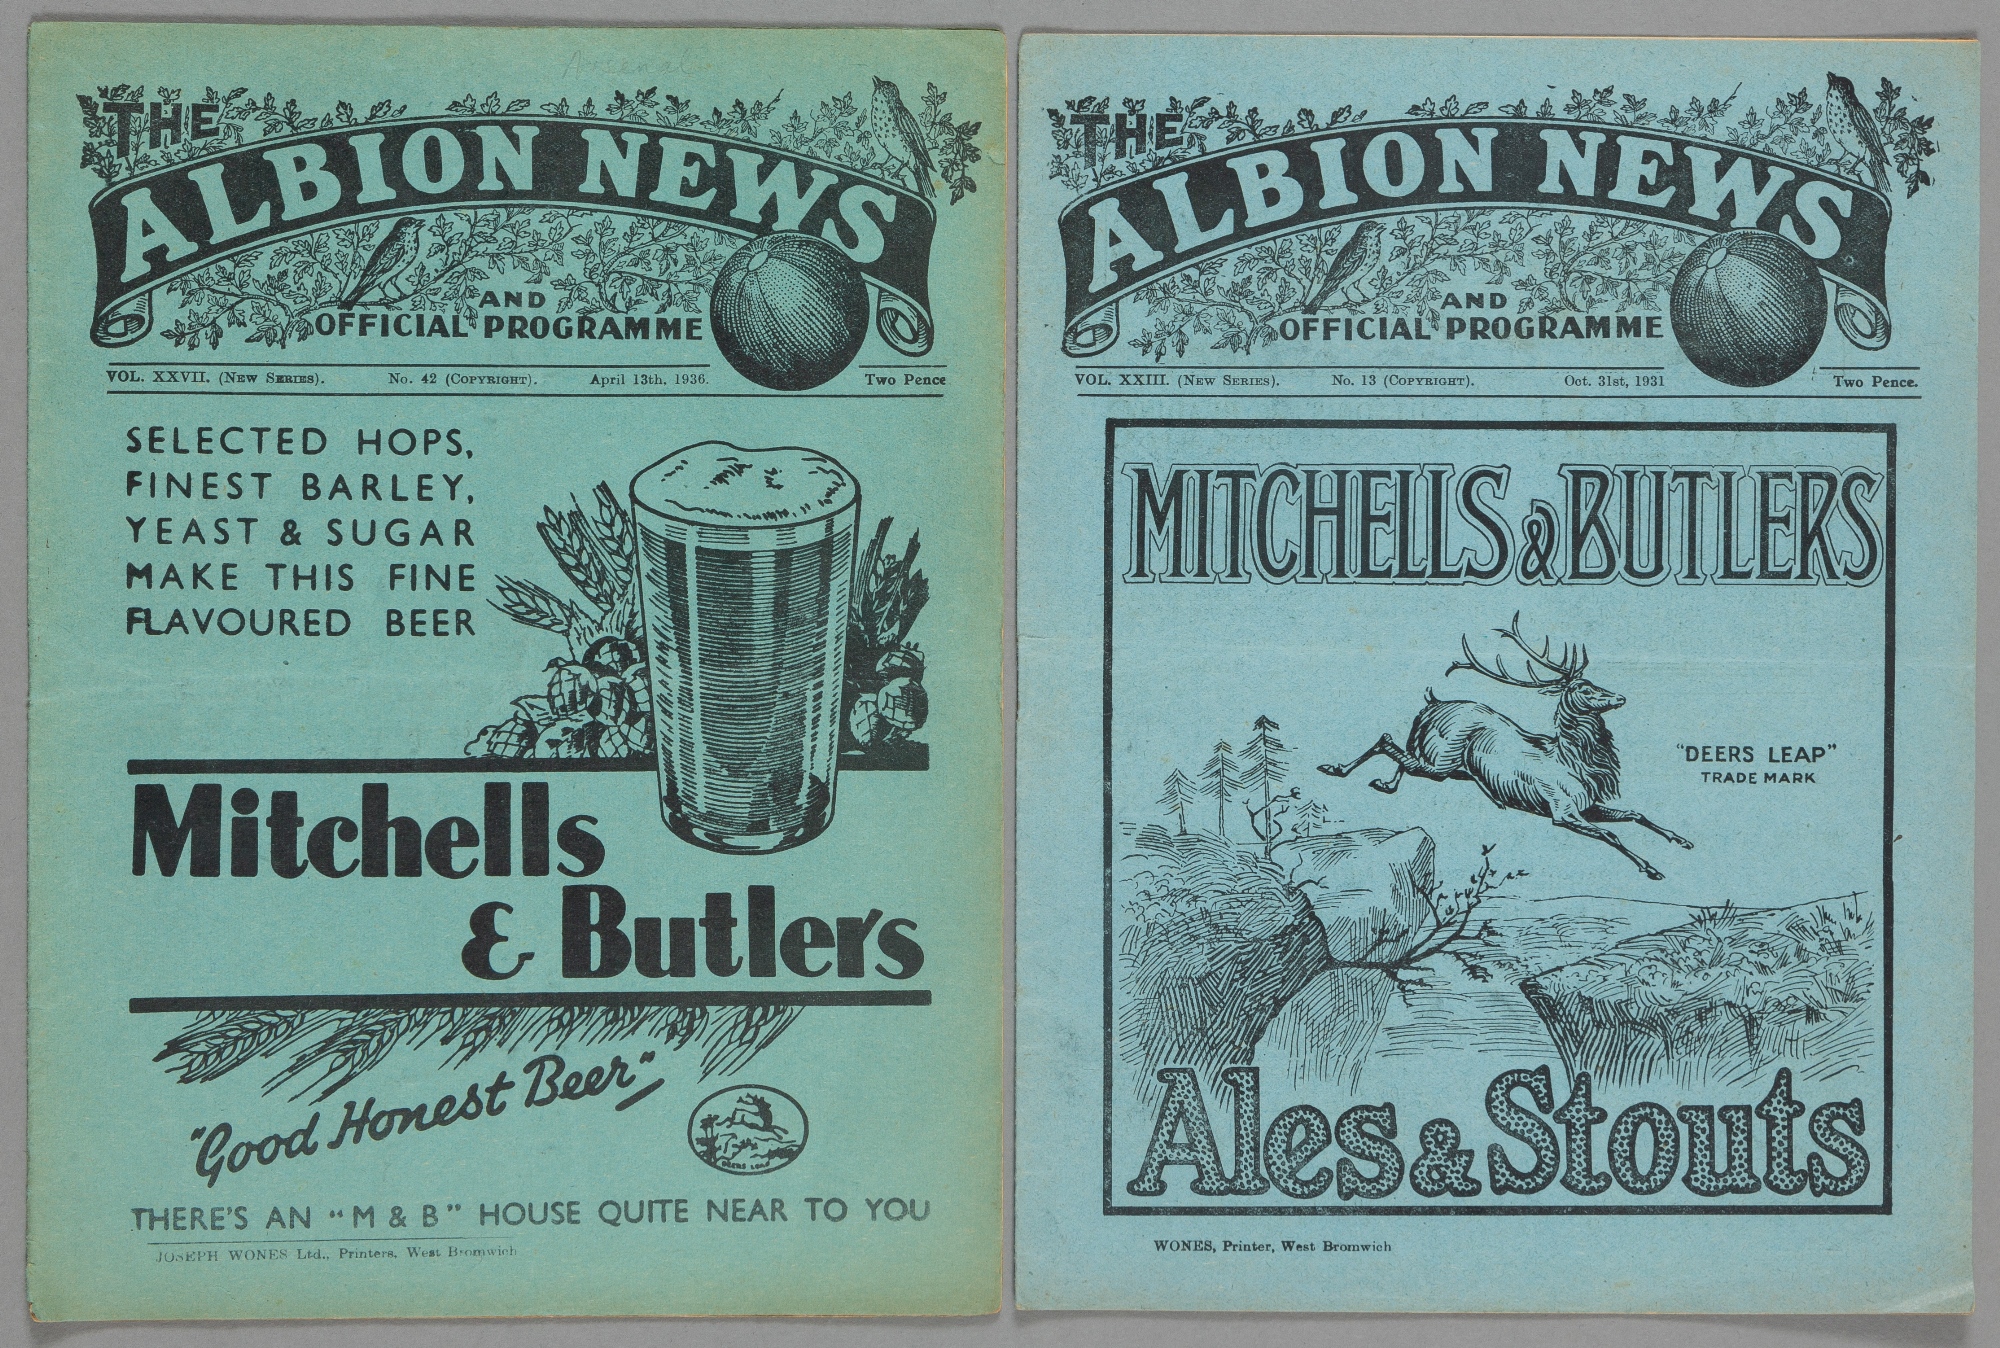 Arsenal
THE
ALBION NEWS
AND
OFFICIAL PROGRAMME
VOL. XXVII. (NEW SERIES). No. 42 (COPYRIGHT). April 13th, 1936. Two Pence
SELECTED HOPS,
FINEST BARLEY,
YEAST & SUGAR
MAKE THIS FINE
FLAVOURED BEER
Mitchells
& Butlers
"Good Honest Beer"
DEERS LEAP
THERE'S AN "M & B" HOUSE QUITE NEAR TO YOU
JOSEPH WONES Ltd., Printers, West Bromwich
THE
ALBION NEWS
AND
OFFICIAL PROGRAMME
VOL. XXIII. (NEW SERIES). No. 13 (COPYRIGHT). Oct. 31st, 1931 Two Pence.
MITCHELLS & BUTLERS
"DEERS LEAP"
TRADE MARK
Ales & Stouts
WONES, Printer, West Bromwich